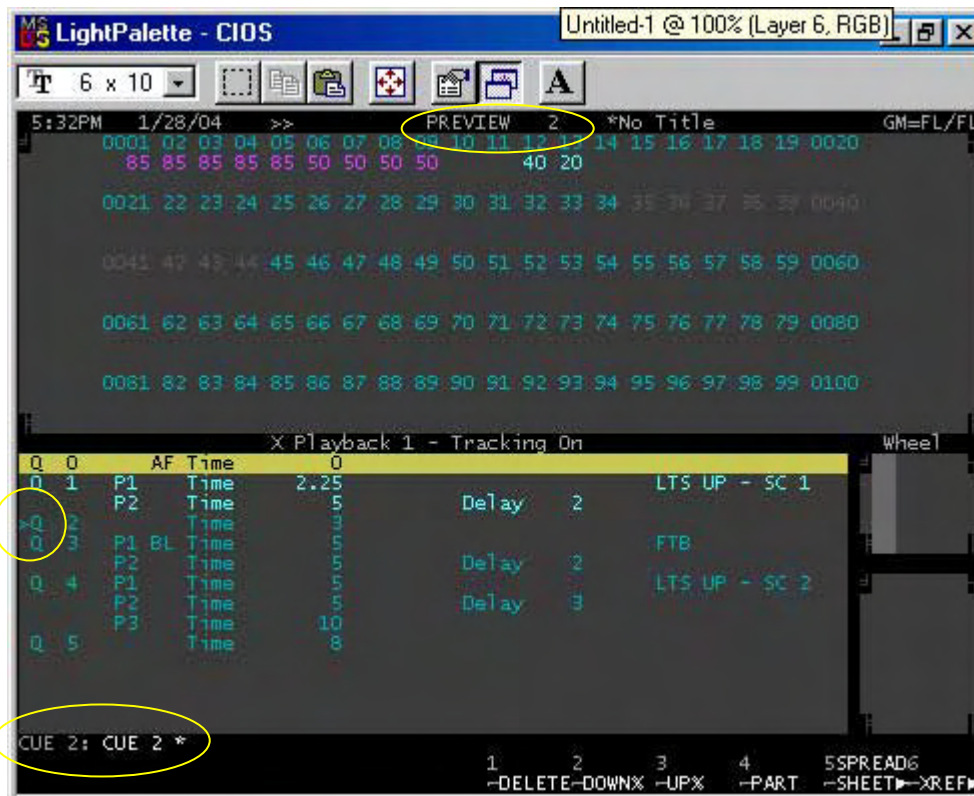 Untitled-1 @ 100% (Layer 6, RGB)
LightPalette - CIOS
6 x 10
A
5:32PM 1/28/04 >> PREVIEW 2 *No Title GM=FL/FL
0001 02 03 04 05 06 07 08 09 10 11 12 13 14 15 16 17 18 19 0020
85 85 85 85 85 50 50 50 50 40 20
0021 22 23 24 25 26 27 28 29 30 31 32 33 34 35 36 37 38 39 0040
0041 42 43 44 45 46 47 48 49 50 51 52 53 54 55 56 57 58 59 0060
0061 62 63 64 65 66 67 68 69 70 71 72 73 74 75 76 77 78 79 0080
0081 82 83 84 85 86 87 88 89 90 91 92 93 94 95 96 97 98 99 0100
X Playback 1 - Tracking On Wheel
Q 0 AF Time 0
Q 1 P1 Time 2.25 LTS UP - SC 1
P2 Time 5 Delay 2
>Q 2 Time 3
Q 3 P1 BL Time 5 FTB
P2 Time 5 Delay 2
Q 4 P1 Time 5 LTS UP - SC 2
P2 Time 5 Delay 3
P3 Time 10
Q 5 Time 8
CUE 2: CUE 2 *
1 2 3 4 5SPREAD6
DELETE DOWN% UP% PART SHEET XREF